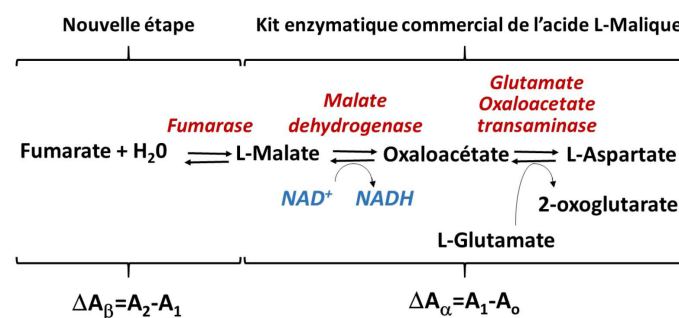 Nouvelle étape
Kit enzymatique commercial de l'acide L-Malique
Fumarase
Malate
dehydrogenase
Glutamate
Oxaloacetate
transaminase
Fumarate + H₂0
L-Malate
Oxaloacétate
L-Aspartate
NAD⁺
NADH
2-oxoglutarate
L-Glutamate
ΔAβ=A₂-A₁
ΔAα=A₁-Aₒ